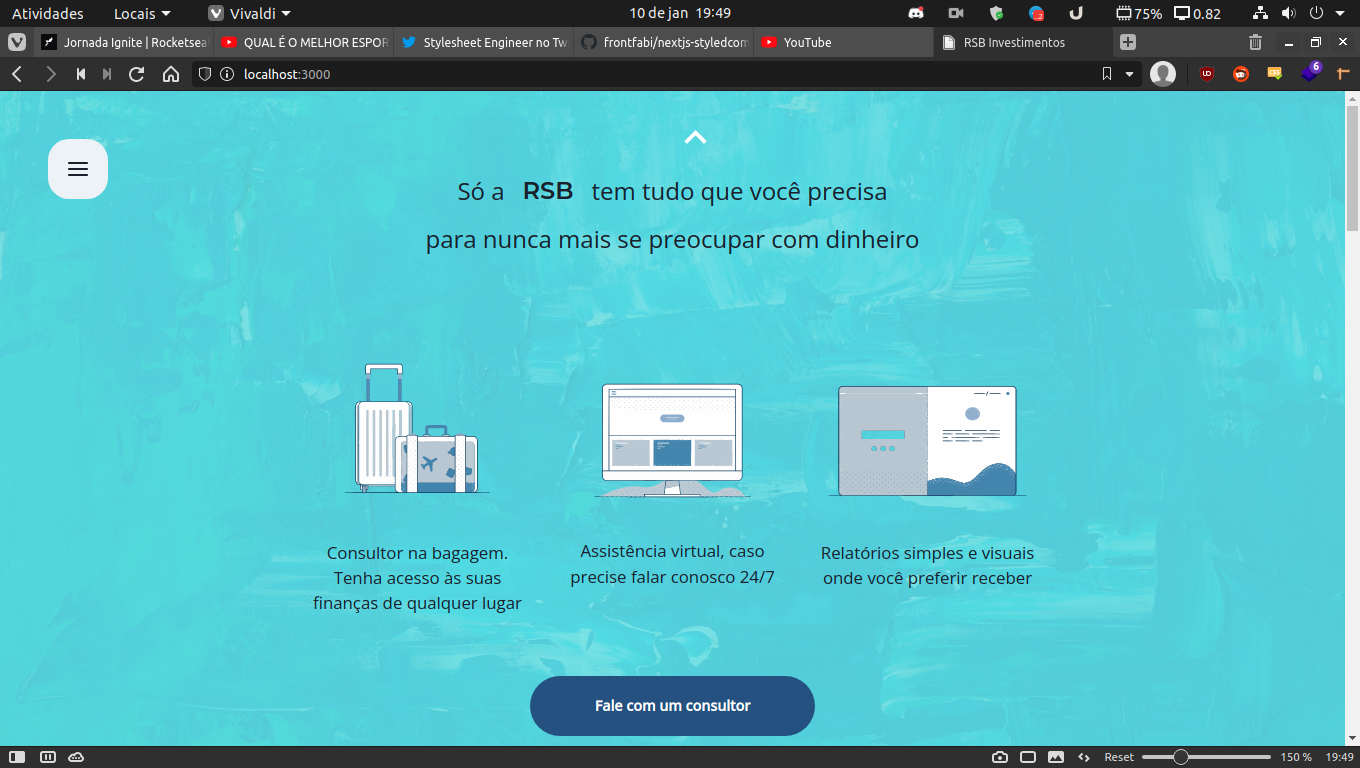 Atividades Locais Vivaldi 10 de jan 19:49 2 75% 0.82
Jornada Ignite | Rocketsea QUAL É O MELHOR ESPOR Stylesheet Engineer no Tw frontfabi/nextjs-styledcom YouTube RSB Investimentos
localhost:3000 6
Só a RSB tem tudo que você precisa
para nunca mais se preocupar com dinheiro
Consultor na bagagem.
Tenha acesso às suas
finanças de qualquer lugar
Assistência virtual, caso
precise falar conosco 24/7
Relatórios simples e visuais
onde você preferir receber
Fale com um consultor
Reset 150 % 19:49